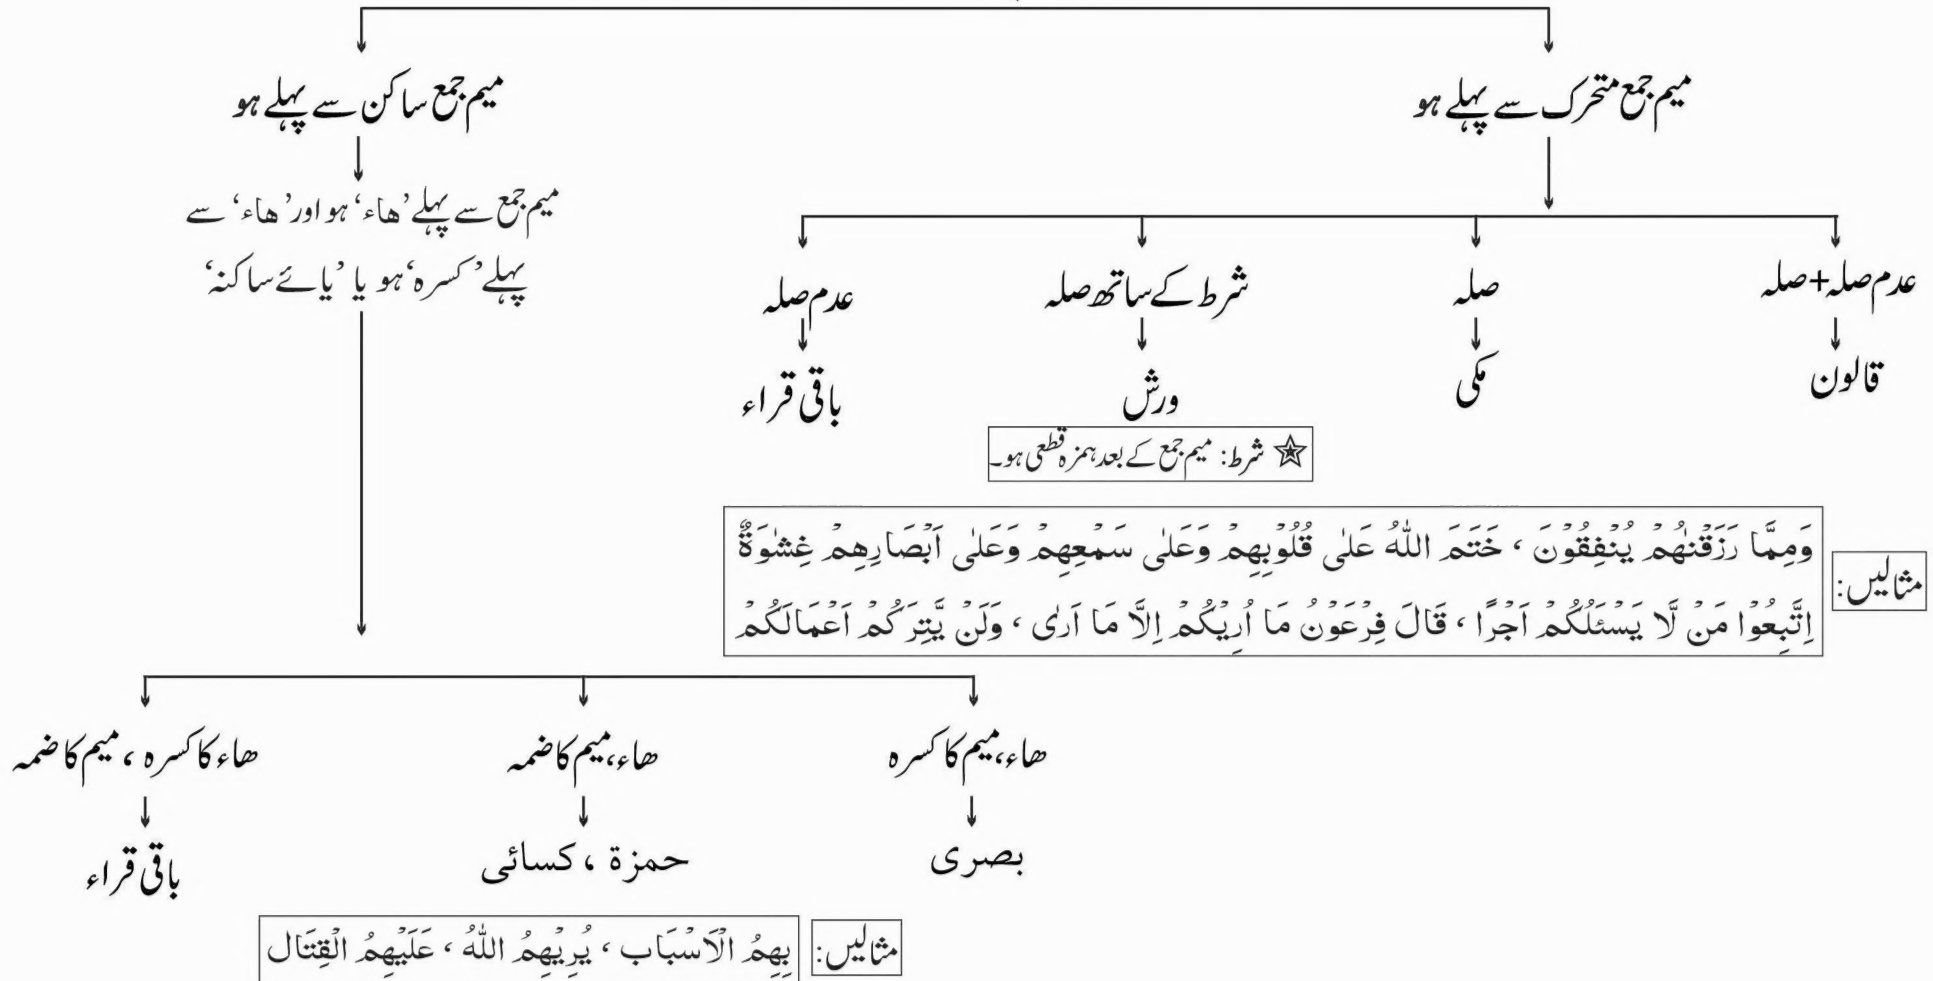 میم جمع متحرک سے پہلے ہو
میم جمع ساکن سے پہلے ہو
میم جمع سے پہلے ’ھاء‘ ہو اور ’ھاء‘ سے
پہلے ’کسرہ‘ ہو یا ’یائے ساکنہ‘
عدم صلہ+صلہ
صلہ
شرط کے ساتھ صلہ
عدم صلہ
قالون
مکی
ورش
باقی قراء
☆ شرط: میم جمع کے بعد ہمزہ قطعی ہو۔
مثالیں:
وَمِمَّا رَزَقْنٰهُمْ يُنْفِقُوْنَ ، خَتَمَ اللّٰهُ عَلٰى قُلُوْبِهِمْ وَعَلٰى سَمْعِهِمْ وَعَلٰى اَبْصَارِهِمْ غِشٰوَةٌ
اِتَّبِعُوْا مَنْ لَّا يَسْئَلُكُمْ اَجْرًا ، قَالَ فِرْعَوْنُ مَا اُرِيْكُمْ اِلَّا مَا اَرٰى ، وَلَنْ يَّتِرَكُمْ اَعْمَالَكُمْ
ھاء، میم کا کسرہ
ھاء، میم کا ضمہ
ھاء کا کسرہ ، میم کا ضمہ
بصری
حمزة ، کسائی
باقی قراء
مثالیں:
بِهِمُ الْاَسْبَاب ، يُرِيْهِمُ اللّٰهُ ، عَلَيْهِمُ الْقِتَال